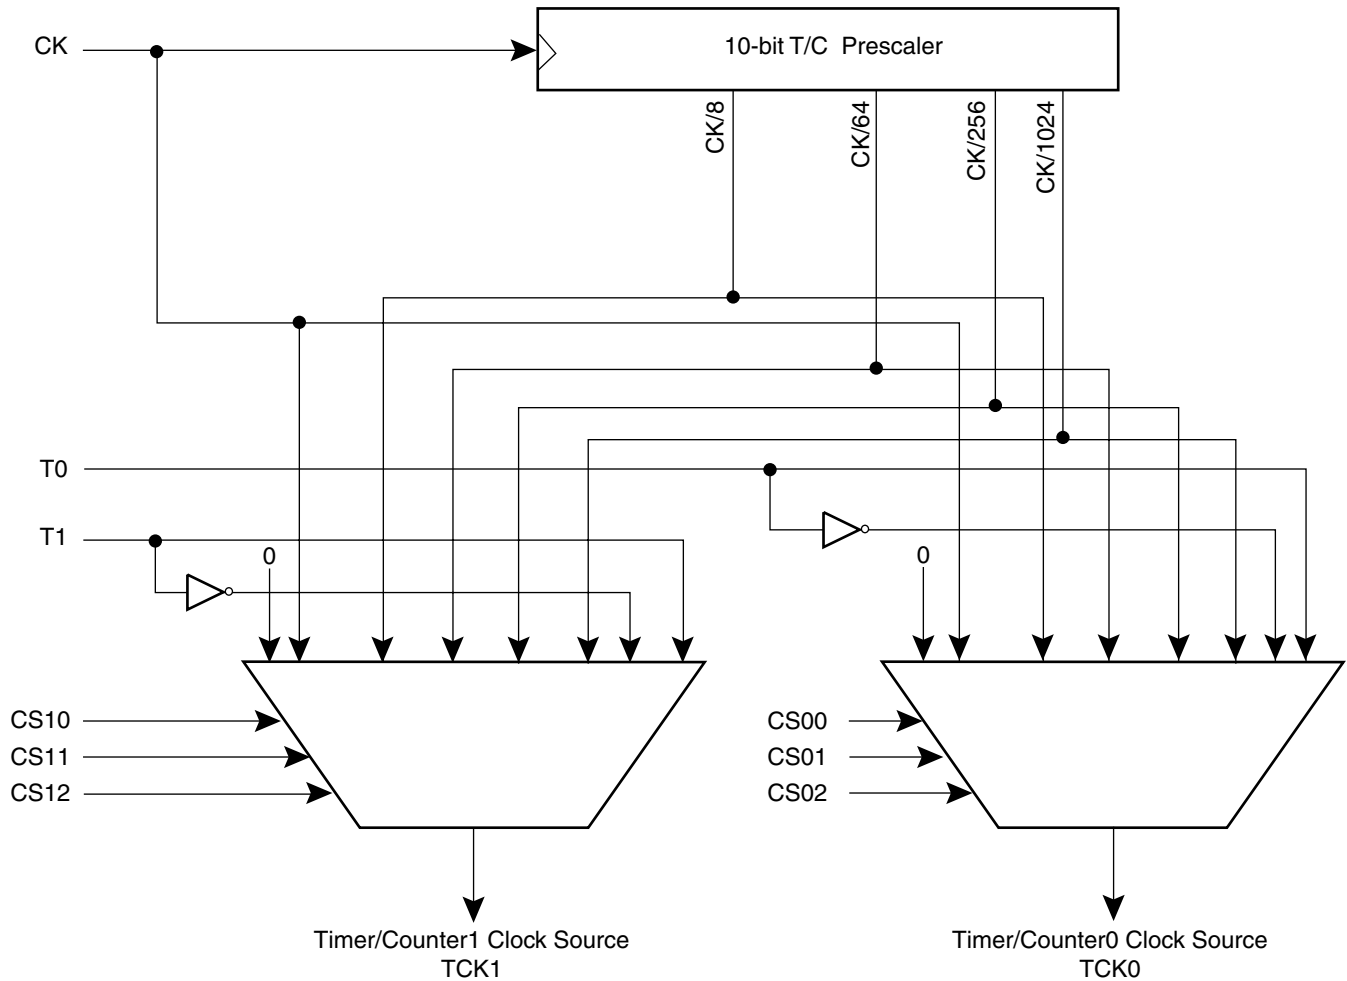 CK
10-bit T/C Prescaler
CK/8
CK/64
CK/256
CK/1024
T0
T1
0
0
CS10
CS11
CS12
CS00
CS01
CS02
Timer/Counter1 Clock Source
TCK1
Timer/Counter0 Clock Source
TCK0